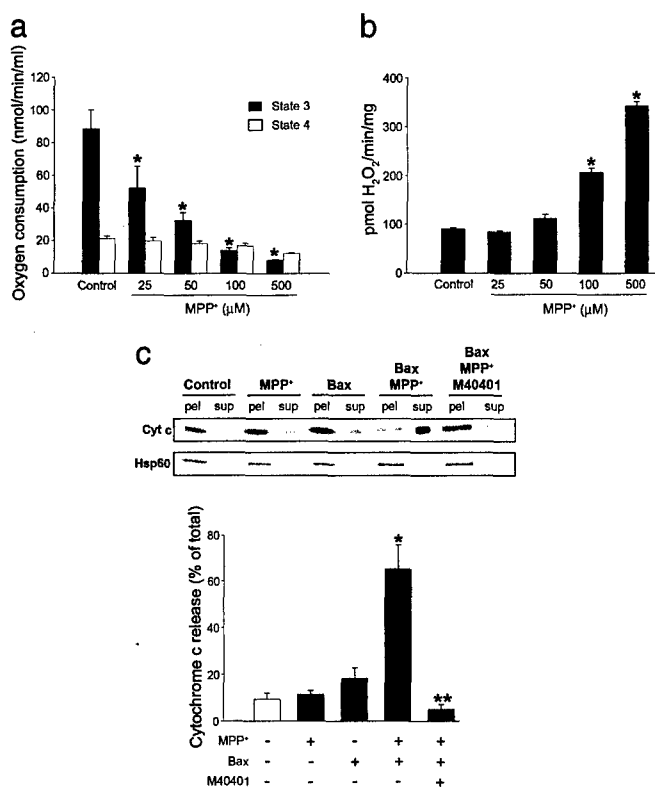 a
Oxygen consumption (nmol/min/ml)
120
100
80
60
40
20
0
State 3
State 4
*
*
*
*
Control
25
50
100
500
MPP⁺ (μM)
b
pmol H₂O₂/min/mg
400
300
200
100
0
*
*
Control
25
50
100
500
MPP⁺ (μM)
c
Control
MPP⁺
Bax
Bax
MPP⁺
Bax
MPP⁺
M40401
pel sup pel sup pel sup pel sup pel sup
Cyt c
Hsp60
Cytochrome c release (% of total)
80
60
40
20
0
*
**
MPP⁺ - + - + +
Bax - - + + +
M40401 - - - - +